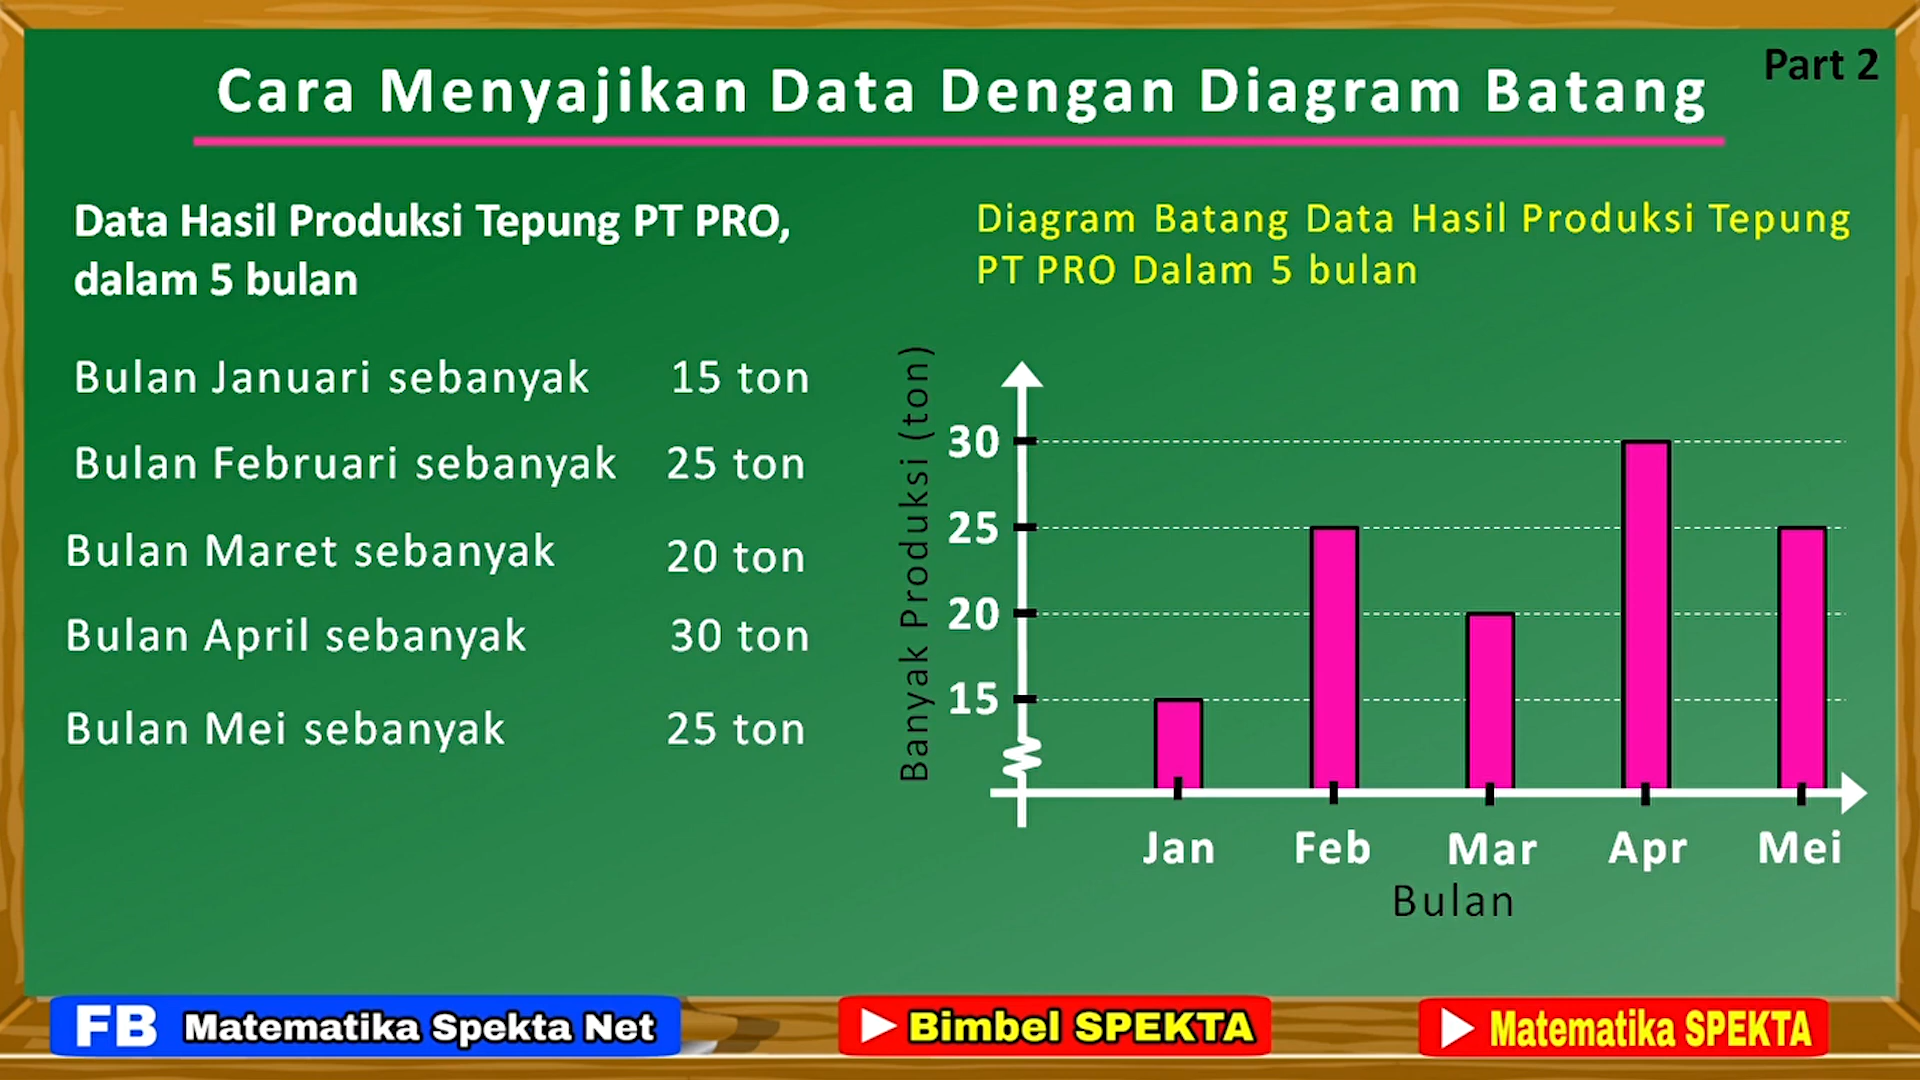 Part 2
Cara Menyajikan Data Dengan Diagram Batang
Data Hasil Produksi Tepung PT PRO,
dalam 5 bulan
Bulan Januari sebanyak 15 ton
Bulan Februari sebanyak 25 ton
Bulan Maret sebanyak 20 ton
Bulan April sebanyak 30 ton
Bulan Mei sebanyak 25 ton
Diagram Batang Data Hasil Produksi Tepung
PT PRO Dalam 5 bulan
Banyak Produksi (ton)
30
25
20
15
Jan Feb Mar Apr Mei
Bulan
FB Matematika Spekta Net
Bimbel SPEKTA
Matematika SPEKTA